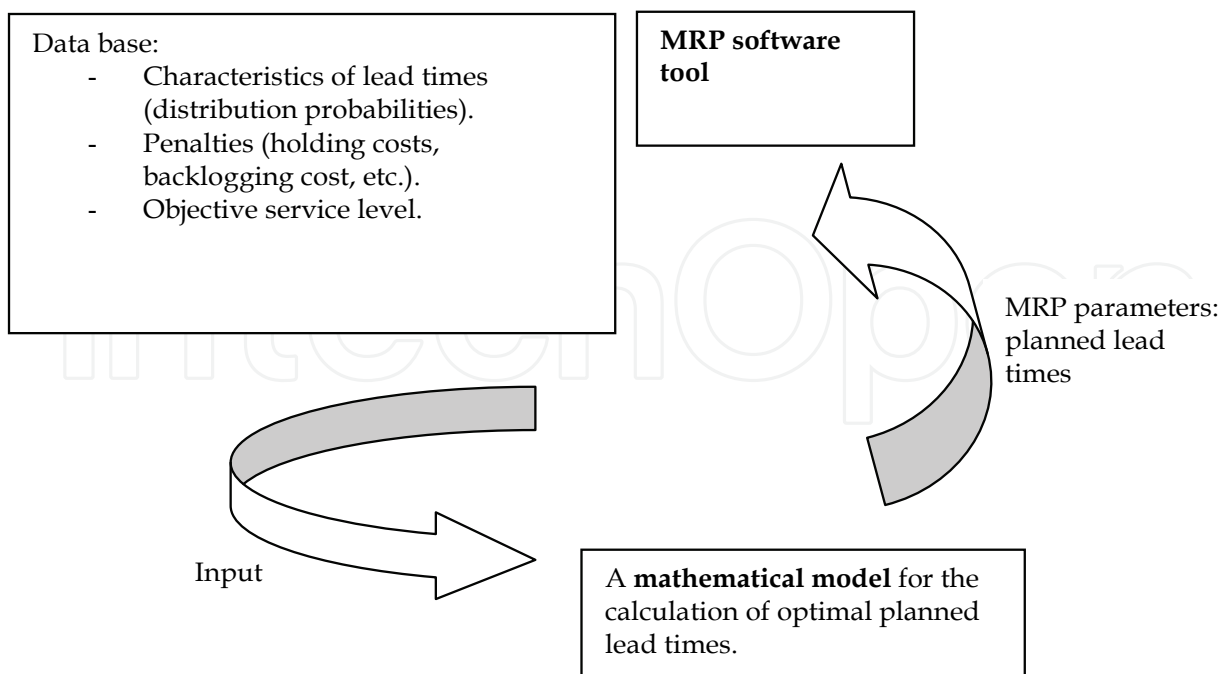 Data base:
- Characteristics of lead times
(distribution probabilities).
- Penalties (holding costs,
backlogging cost, etc.).
- Objective service level.
MRP software
tool
MRP parameters:
planned lead
times
Input
A mathematical model for the
calculation of optimal planned
lead times.
IntechOpen